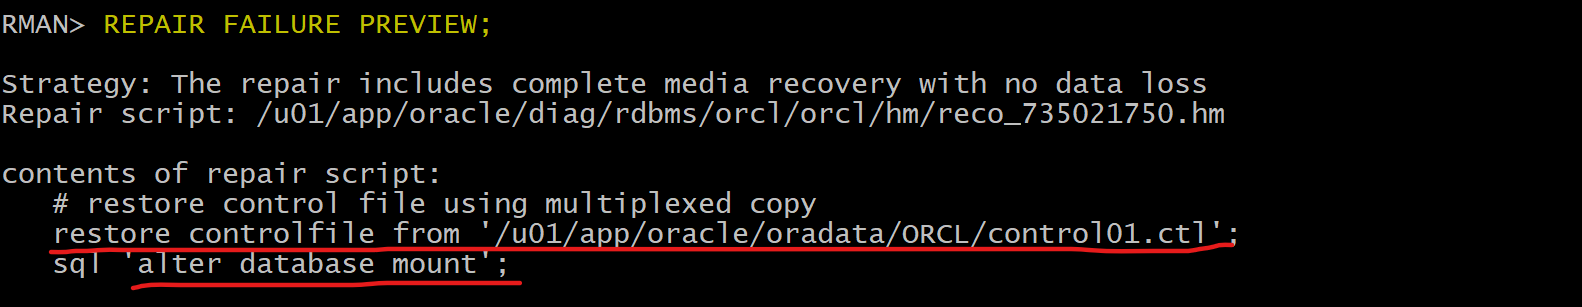 RMAN> REPAIR FAILURE PREVIEW;
Strategy: The repair includes complete media recovery with no data loss
Repair script: /u01/app/oracle/diag/rdbms/orcl/orcl/hm/reco_735021750.hm
contents of repair script:
# restore control file using multiplexed copy
restore controlfile from '/u01/app/oracle/oradata/ORCL/control01.ctl';
sql 'alter database mount';